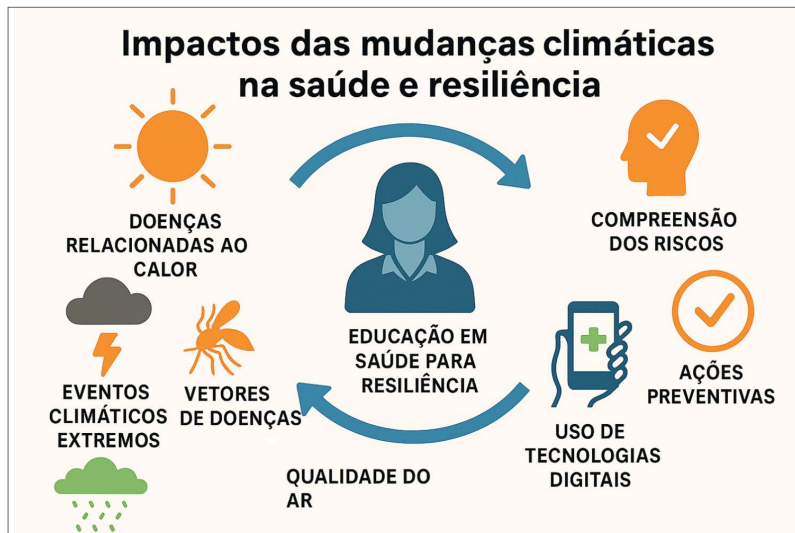 Impactos das mudanças climáticas
na saúde e resiliência
DOENÇAS
RELACIONADAS AO
CALOR
EVENTOS
CLIMÁTICOS
EXTREMOS
VETORES
DE DOENÇAS
EDUCAÇÃO EM
SAÚDE PARA
RESILIÊNCIA
QUALIDADE DO
AR
COMPREENSÃO
DOS RISCOS
AÇÕES
PREVENTIVAS
USO DE
TECNOLOGIAS
DIGITAIS